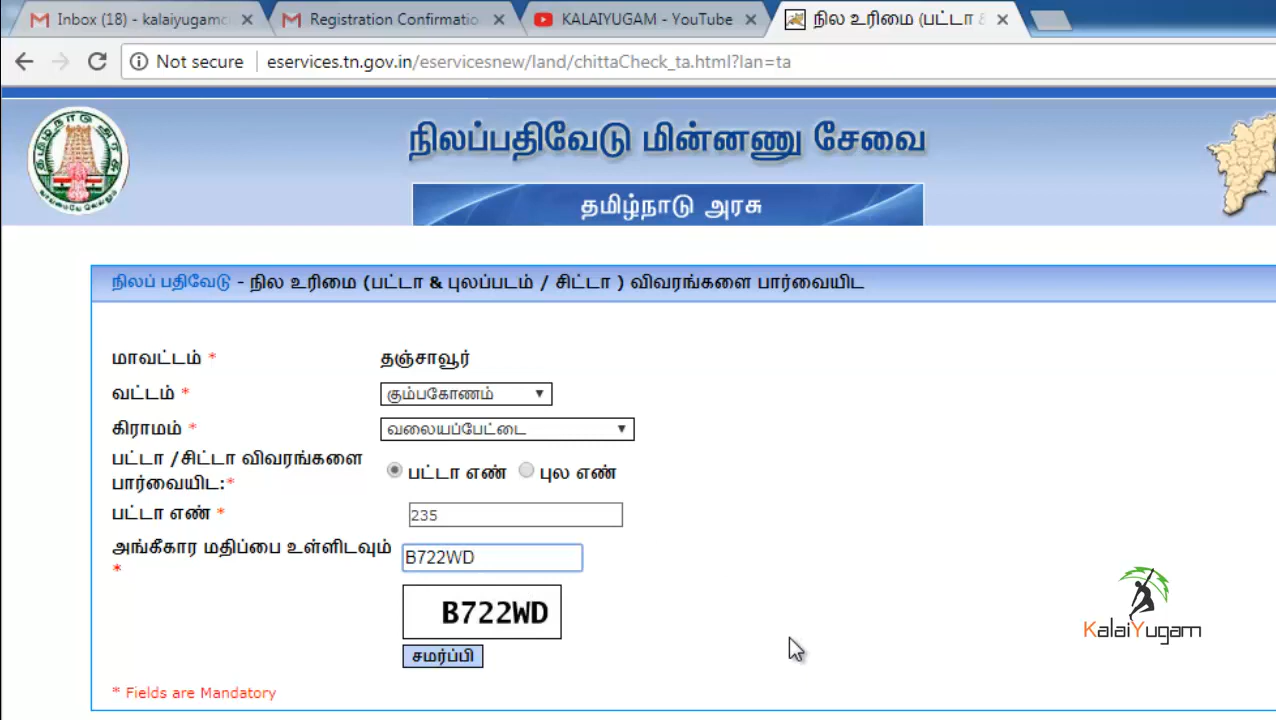 Inbox (18) - kalaiyugamc
Registration Confirmatio
KALAIYUGAM - YouTube
நில உரிமை (பட்டா &
Not secure
eservices.tn.gov.in/eservicesnew/land/chittaCheck_ta.html?lan=ta
நிலப்பதிவேடு மின்னணு சேவை
தமிழ்நாடு அரசு
நிலப் பதிவேடு - நில உரிமை (பட்டா & புலப்படம் / சிட்டா ) விவரங்களை பார்வையிட
மாவட்டம் * தஞ்சாவூர்
வட்டம் * கும்பகோணம்
கிராமம் * வலையப்பேட்டை
பட்டா /சிட்டா விவரங்களை
பார்வையிட:* பட்டா எண் புல எண்
பட்டா எண் * 235
அங்கீகார மதிப்பை உள்ளிடவும் B722WD
*
B722WD
சமர்ப்பி
* Fields are Mandatory
KalaiYugam